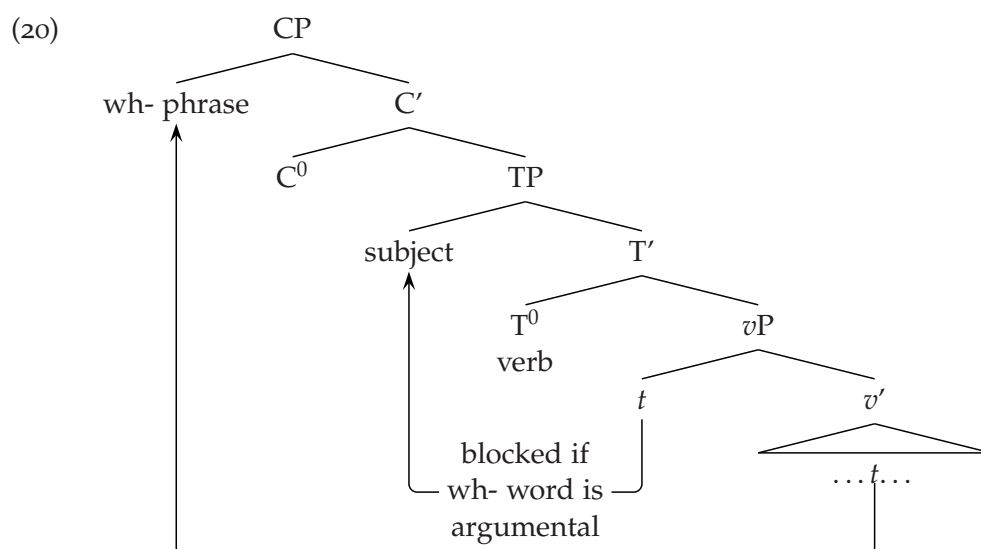 (20)
CP
wh- phrase C’
C⁰ TP
subject T’
T⁰ vP
verb
t v’
blocked if
wh- word is
argumental
...t...